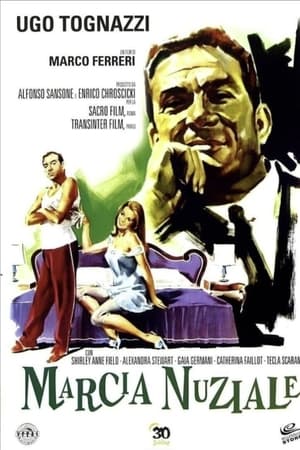 UGO TOGNAZZI
UN FILM DI
MARCO FERRERI
PRODOTTO DA
ALFONSO SANSONE E ENRICO CHROSCICKI
PER LA
SACRO FILM, ROMA
TRANSINTER FILM, PARIGI
CON
SHIRLEY ANNE FIELD · ALEXANDRA STEWART · GAIA GERMANI · CATHERINA FAILLOT · TECLA SCARAN
MARCIA NUZIALE
30